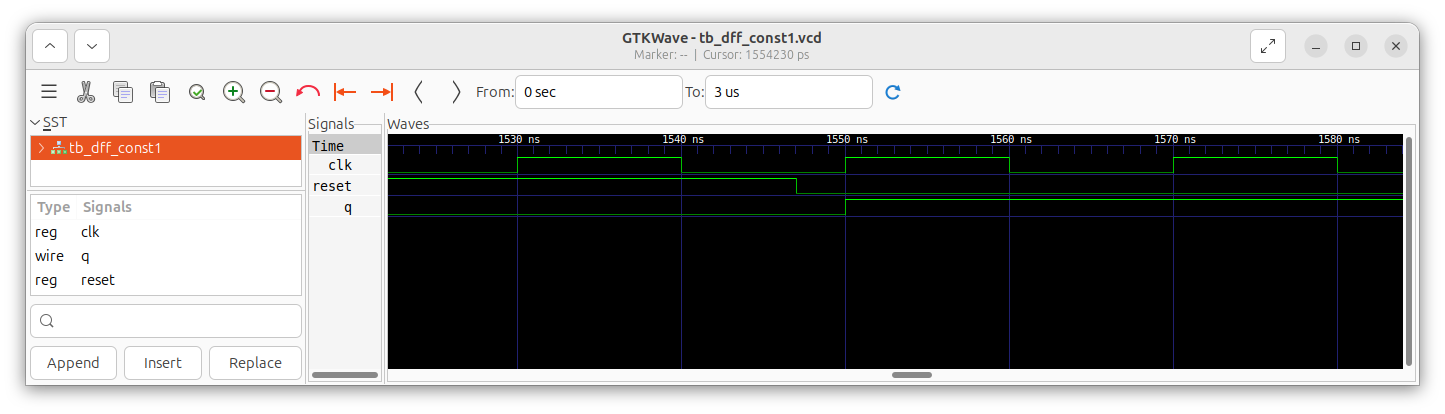 GTKWave - tb_dff_const1.vcd
Marker: -- | Cursor: 1554230 ps
From: 0 sec To: 3 us
SST
tb_dff_const1
Type Signals
reg clk
wire q
reg reset
Append Insert Replace
Signals
Time
clk
reset
q
Waves
1530 ns 1540 ns 1550 ns 1560 ns 1570 ns 1580 ns